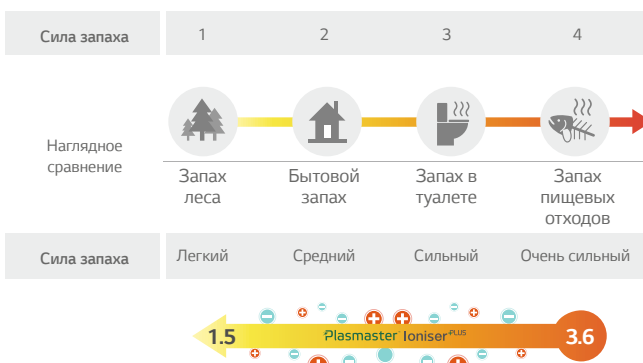 Сила запаха 1 2 3 4
Наглядное
сравнение
Запах
леса
Бытовой
запах
Запах в
туалете
Запах
пищевых
отходов
Сила запаха Легкий Средний Сильный Очень сильный
1.5 Plasmaster Ioniser PLUS 3.6